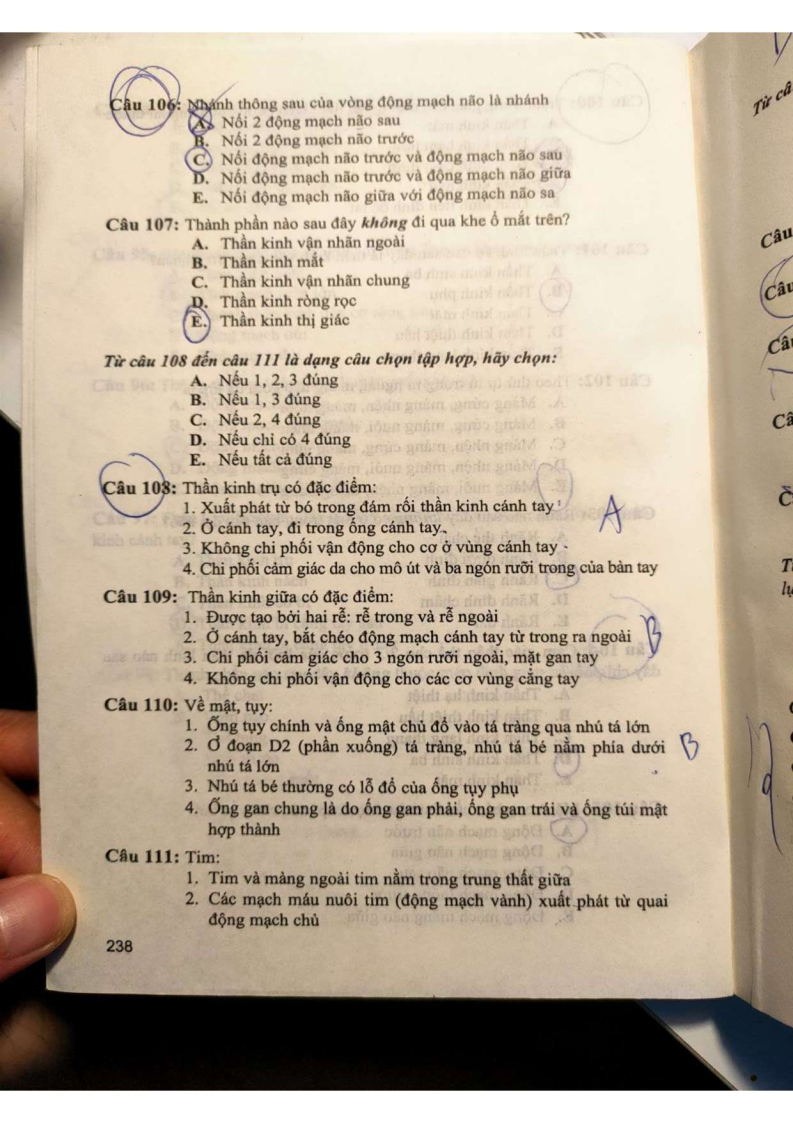 Câu 106: Nhánh thông sau của vòng động mạch não là nhánh
A. Nối 2 động mạch não sau
B. Nối 2 động mạch não trước
C. Nối động mạch não trước và động mạch não sau
D. Nối động mạch não trước và động mạch não giữa
E. Nối động mạch não giữa với động mạch não sa
Câu 107: Thành phần nào sau đây không đi qua khe ổ mắt trên?
A. Thần kinh vận nhãn ngoài
B. Thần kinh mắt
C. Thần kinh vận nhãn chung
D. Thần kinh ròng rọc
E. Thần kinh thị giác
Từ câu 108 đến câu 111 là dạng câu chọn tập hợp, hãy chọn:
A. Nếu 1, 2, 3 đúng
B. Nếu 1, 3 đúng
C. Nếu 2, 4 đúng
D. Nếu chỉ có 4 đúng
E. Nếu tất cả đúng
Câu 108: Thần kinh trụ có đặc điểm:
1. Xuất phát từ bó trong đám rối thần kinh cánh tay
2. Ở cánh tay, đi trong ống cánh tay
3. Không chi phối vận động cho cơ ở vùng cánh tay
4. Chi phối cảm giác da cho mô út và ba ngón rưỡi trong của bàn tay
A
Câu 109: Thần kinh giữa có đặc điểm:
1. Được tạo bởi hai rễ: rễ trong và rễ ngoài
2. Ở cánh tay, bắt chéo động mạch cánh tay từ trong ra ngoài
3. Chi phối cảm giác cho 3 ngón rưỡi ngoài, mặt gan tay
4. Không chi phối vận động cho các cơ vùng cẳng tay
B
Câu 110: Về mật, tụy:
1. Ống tụy chính và ống mật chủ đổ vào tá tràng qua nhú tá lớn
2. Ở đoạn D2 (phần xuống) tá tràng, nhú tá bé nằm phía dưới
nhú tá lớn
3. Nhú tá bé thường có lỗ đổ của ống tụy phụ
4. Ống gan chung là do ống gan phải, ống gan trái và ống túi mật
hợp thành
B
Câu 111: Tim:
1. Tim và màng ngoài tim nằm trong trung thất giữa
2. Các mạch máu nuôi tim (động mạch vành) xuất phát từ quai
động mạch chủ
238
Từ câ
Câu
Câu